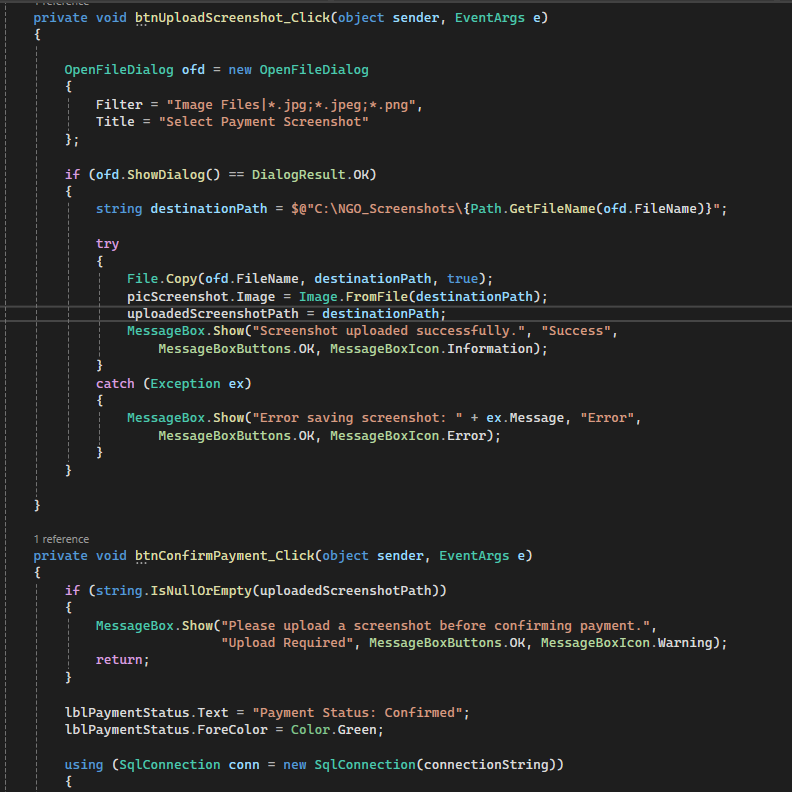 1 reference
private void btnUploadScreenshot_Click(object sender, EventArgs e)
{
OpenFileDialog ofd = new OpenFileDialog
{
Filter = "Image Files|*.jpg;*.jpeg;*.png",
Title = "Select Payment Screenshot"
};
if (ofd.ShowDialog() == DialogResult.OK)
{
string destinationPath = $@"C:\NGO_Screenshots\{Path.GetFileName(ofd.FileName)}";
try
{
File.Copy(ofd.FileName, destinationPath, true);
picScreenshot.Image = Image.FromFile(destinationPath);
uploadedScreenshotPath = destinationPath;
MessageBox.Show("Screenshot uploaded successfully.", "Success",
MessageBoxButtons.OK, MessageBoxIcon.Information);
}
catch (Exception ex)
{
MessageBox.Show("Error saving screenshot: " + ex.Message, "Error",
MessageBoxButtons.OK, MessageBoxIcon.Error);
}
}
}
1 reference
private void btnConfirmPayment_Click(object sender, EventArgs e)
{
if (string.IsNullOrEmpty(uploadedScreenshotPath))
{
MessageBox.Show("Please upload a screenshot before confirming payment.",
"Upload Required", MessageBoxButtons.OK, MessageBoxIcon.Warning);
return;
}
lblPaymentStatus.Text = "Payment Status: Confirmed";
lblPaymentStatus.ForeColor = Color.Green;
using (SqlConnection conn = new SqlConnection(connectionString))
{